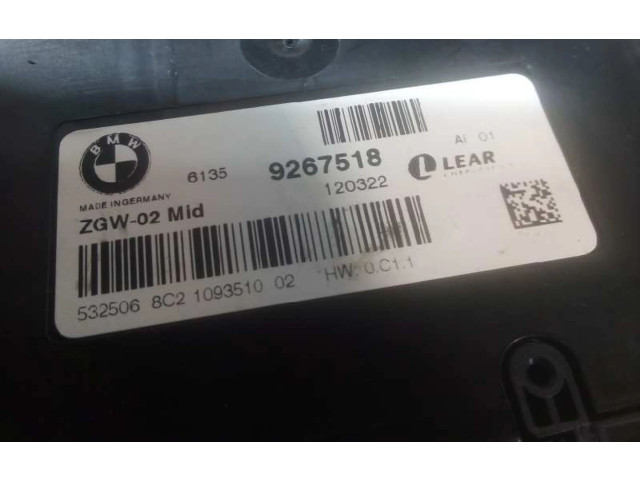 BMW
MADE IN GERMANY
6135 9267518
120322
AI 01
LEAR
ZGW-02 Mid
532506 8C2 1093510 02 HW: 0.C1.1